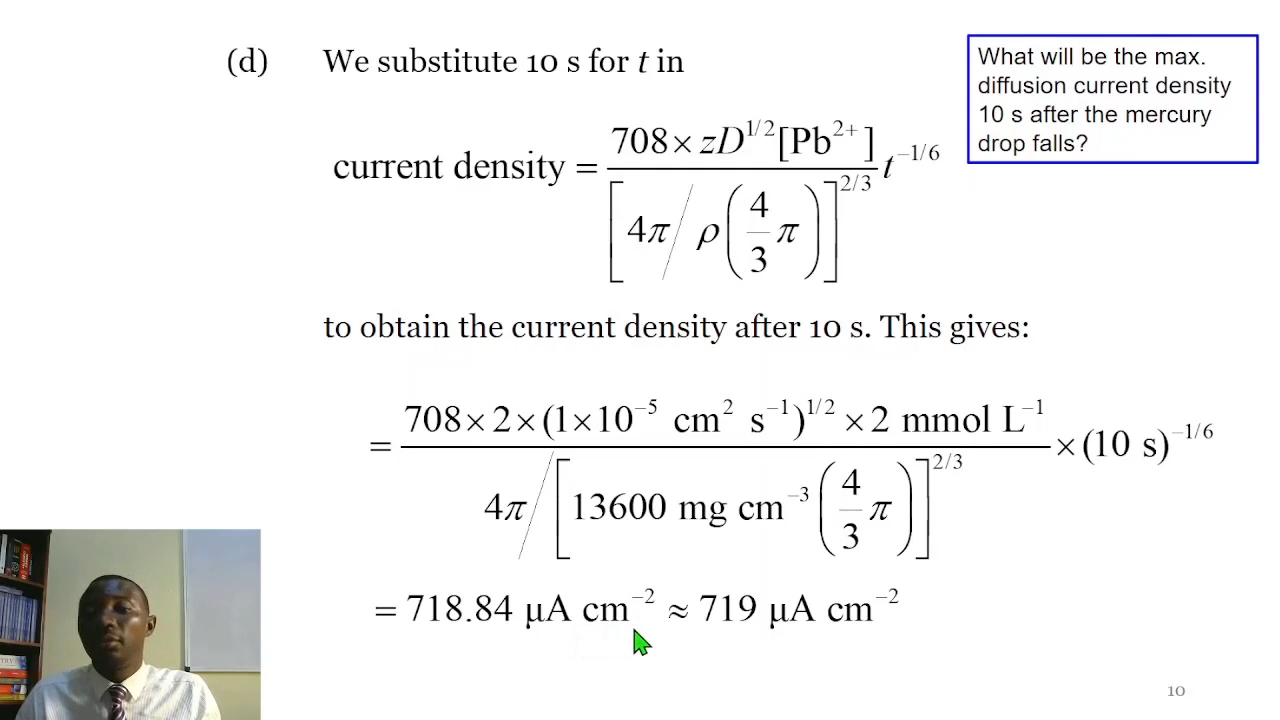 (d) We substitute 10 s for t in
current density = 708 × zD^{1/2}[Pb^{2+}] / [4π/ρ(4/3 π)]^{2/3} t^{−1/6}
What will be the max.
diffusion current density
10 s after the mercury
drop falls?
to obtain the current density after 10 s. This gives:
= 708 × 2 × (1×10^{−5} cm^2 s^{−1})^{1/2} × 2 mmol L^{−1} / 4π/[13600 mg cm^{−3}(4/3 π)]^{2/3} × (10 s)^{−1/6}
= 718.84 μA cm^{−2} ≈ 719 μA cm^{−2}
10